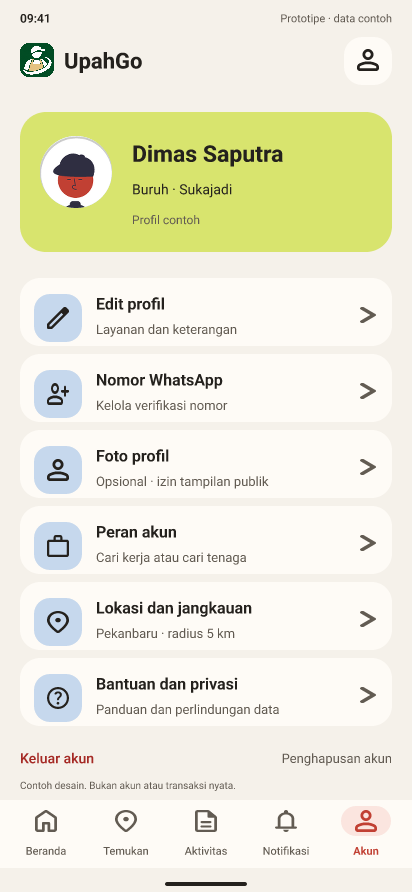 09:41
Prototipe · data contoh
UpahGo
Dimas Saputra
Buruh · Sukajadi
Profil contoh
Edit profil
Layanan dan keterangan
Nomor WhatsApp
Kelola verifikasi nomor
Foto profil
Opsional · izin tampilan publik
Peran akun
Cari kerja atau cari tenaga
Lokasi dan jangkauan
Pekanbaru · radius 5 km
Bantuan dan privasi
Panduan dan perlindungan data
Keluar akun
Penghapusan akun
Contoh desain. Bukan akun atau transaksi nyata.
Beranda
Temukan
Aktivitas
Notifikasi
Akun